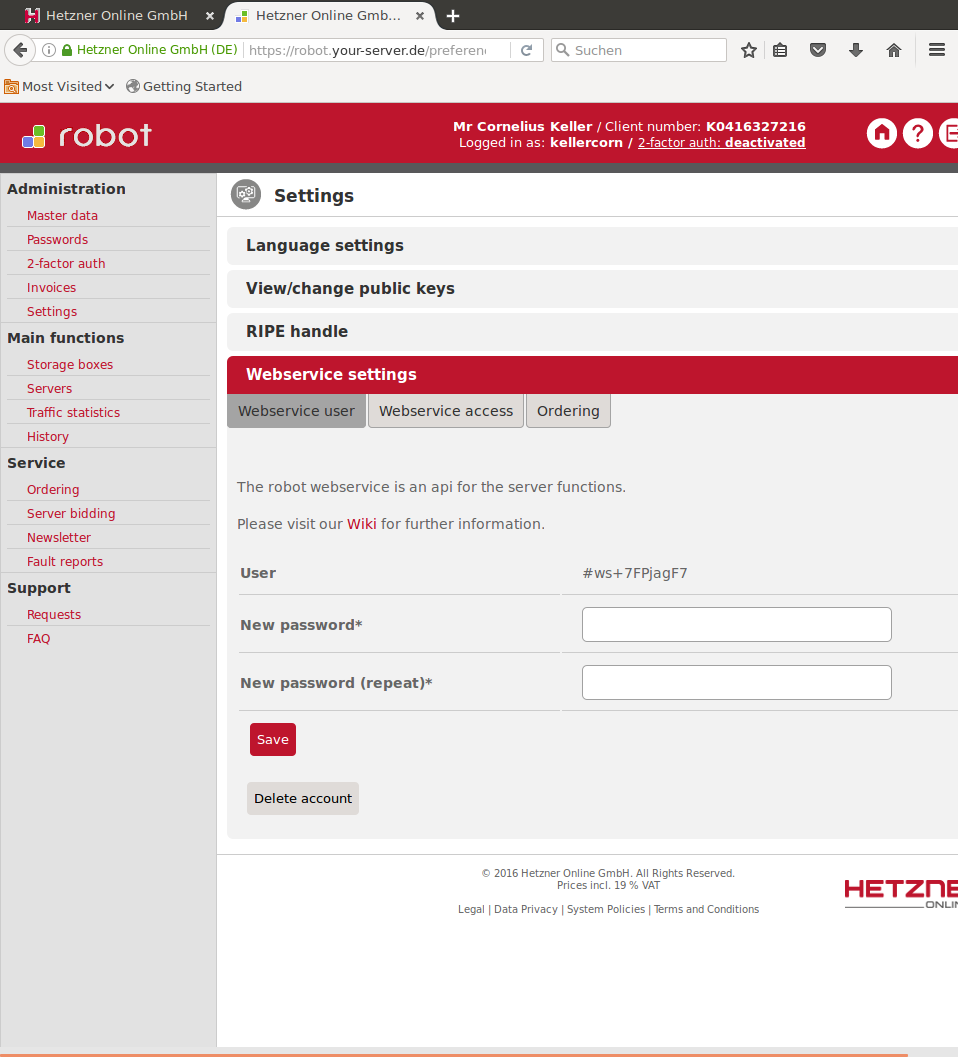 Hetzner Online GmbH
Hetzner Online Gmb...
Hetzner Online GmbH (DE)
https://robot.your-server.de/preferen
Suchen
Most Visited
Getting Started
robot
Mr Cornelius Keller / Client number: K0416327216
Logged in as: kellercorn / 2-factor auth: deactivated
Administration
Master data
Passwords
2-factor auth
Invoices
Settings
Main functions
Storage boxes
Servers
Traffic statistics
History
Service
Ordering
Server bidding
Newsletter
Fault reports
Support
Requests
FAQ
Settings
Language settings
View/change public keys
RIPE handle
Webservice settings
Webservice user
Webservice access
Ordering
The robot webservice is an api for the server functions.
Please visit our Wiki for further information.
User
#ws+7FPjagF7
New password*
New password (repeat)*
Save
Delete account
© 2016 Hetzner Online GmbH. All Rights Reserved.
Prices incl. 19 % VAT
Legal | Data Privacy | System Policies | Terms and Conditions
HETZNE
ONLIN